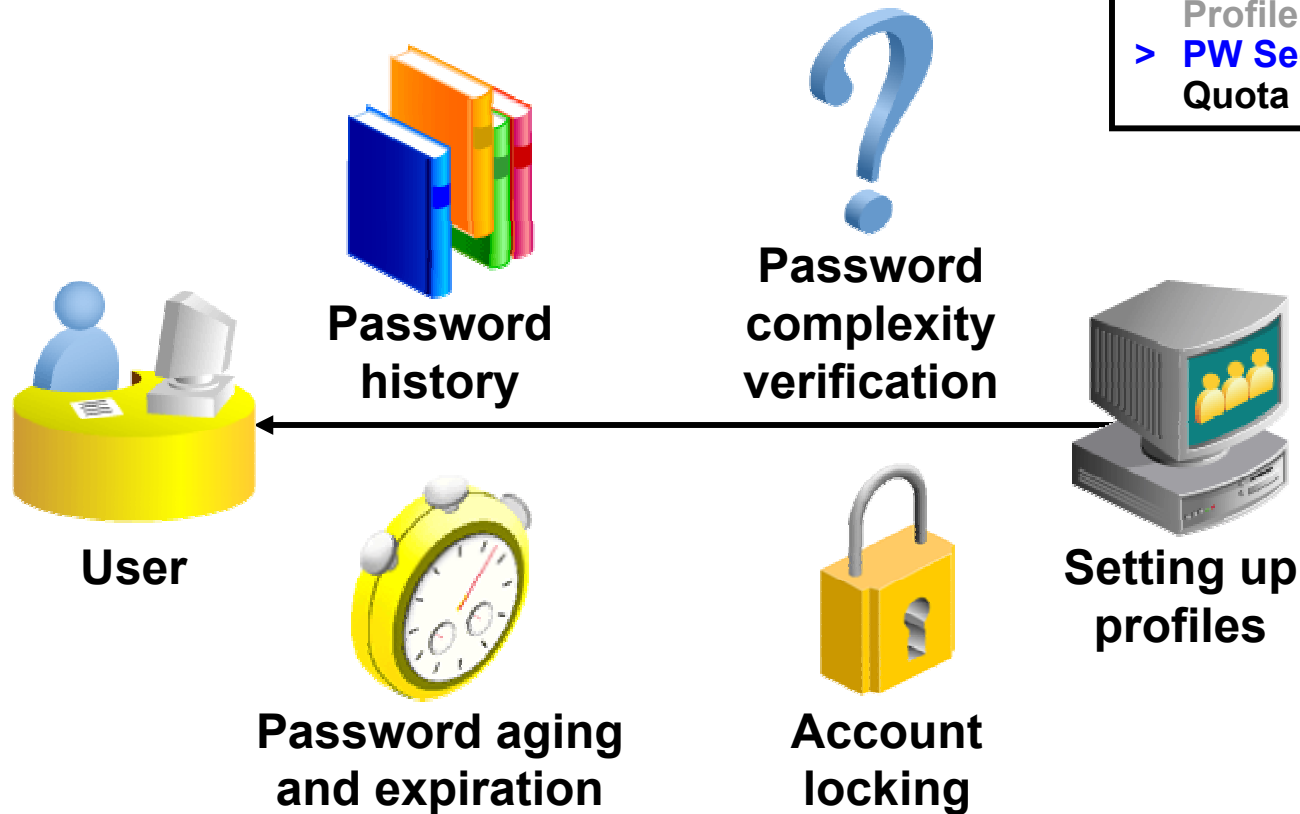 Profile
> PW Se
Quota
Password
history
Password
complexity
verification
User
Setting up
profiles
Password aging
and expiration
Account
locking